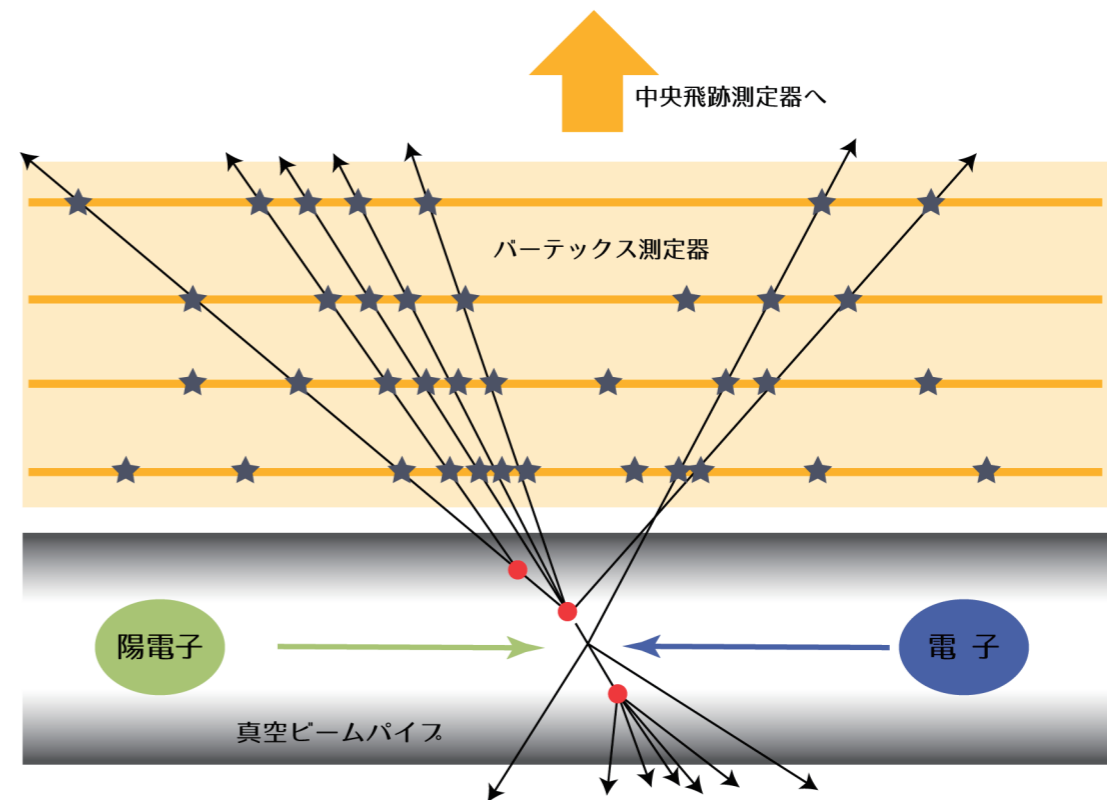 中央飛跡測定器へ
バーテックス測定器
陽電子
電 子
真空ビームパイプ